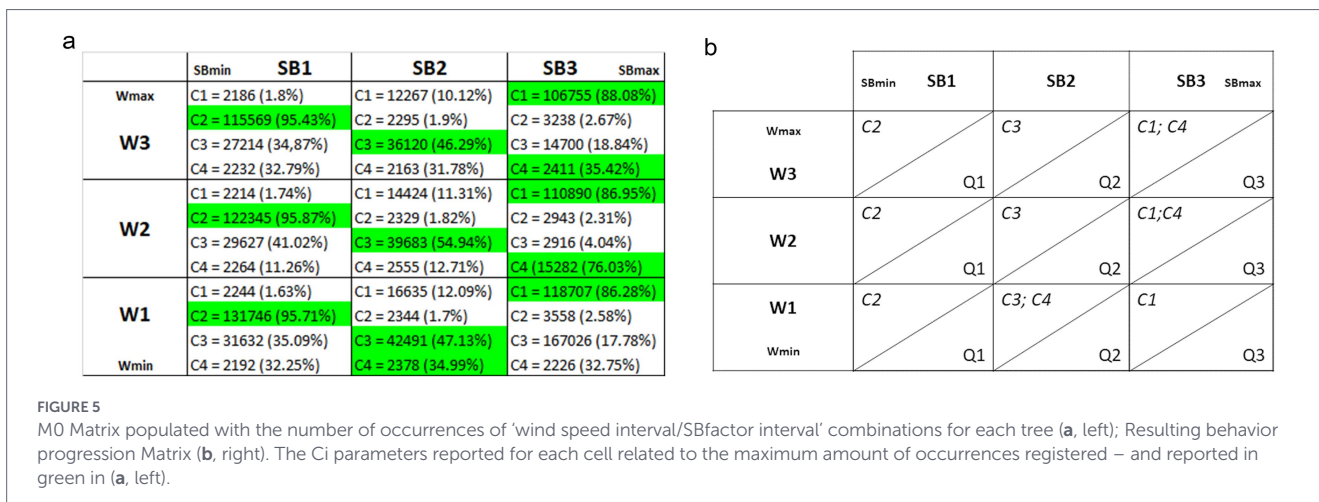 a
SBmin SB1 SB2 SB3 SBmax
Wmax C1 = 2186 (1.8%) C1 = 12267 (10.12%) C1 = 106755 (88.08%)
C2 = 115569 (95.43%) C2 = 2295 (1.9%) C2 = 3238 (2.67%)
W3 C3 = 27214 (34,87%) C3 = 36120 (46.29%) C3 = 14700 (18.84%)
C4 = 2232 (32.79%) C4 = 2163 (31.78%) C4 = 2411 (35.42%)
C1 = 2214 (1.74%) C1 = 14424 (11.31%) C1 = 110890 (86.95%)
W2 C2 = 122345 (95.87%) C2 = 2329 (1.82%) C2 = 2943 (2.31%)
C3 = 29627 (41.02%) C3 = 39683 (54.94%) C3 = 2916 (4.04%)
C4 = 2264 (11.26%) C4 = 2555 (12.71%) C4 (15282 (76.03%)
C1 = 2244 (1.63%) C1 = 16635 (12.09%) C1 = 118707 (86.28%)
W1 C2 = 131746 (95.71%) C2 = 2344 (1.7%) C2 = 3558 (2.58%)
C3 = 31632 (35.09%) C3 = 42491 (47.13%) C3 = 167026 (17.78%)
Wmin C4 = 2192 (32.25%) C4 = 2378 (34.99%) C4 = 2226 (32.75%)
b
SBmin SB1 SB2 SB3 SBmax
Wmax C2 C3 C1; C4
W3 Q1 Q2 Q3
C2 C3 C1;C4
W2
Q1 Q2 Q3
W1 C2 C3; C4 C1
Wmin Q1 Q2 Q3
FIGURE 5
M0 Matrix populated with the number of occurrences of ‘wind speed interval/SBfactor interval’ combinations for each tree (a, left); Resulting behavior
progression Matrix (b, right). The Ci parameters reported for each cell related to the maximum amount of occurrences registered – and reported in
green in (a, left).